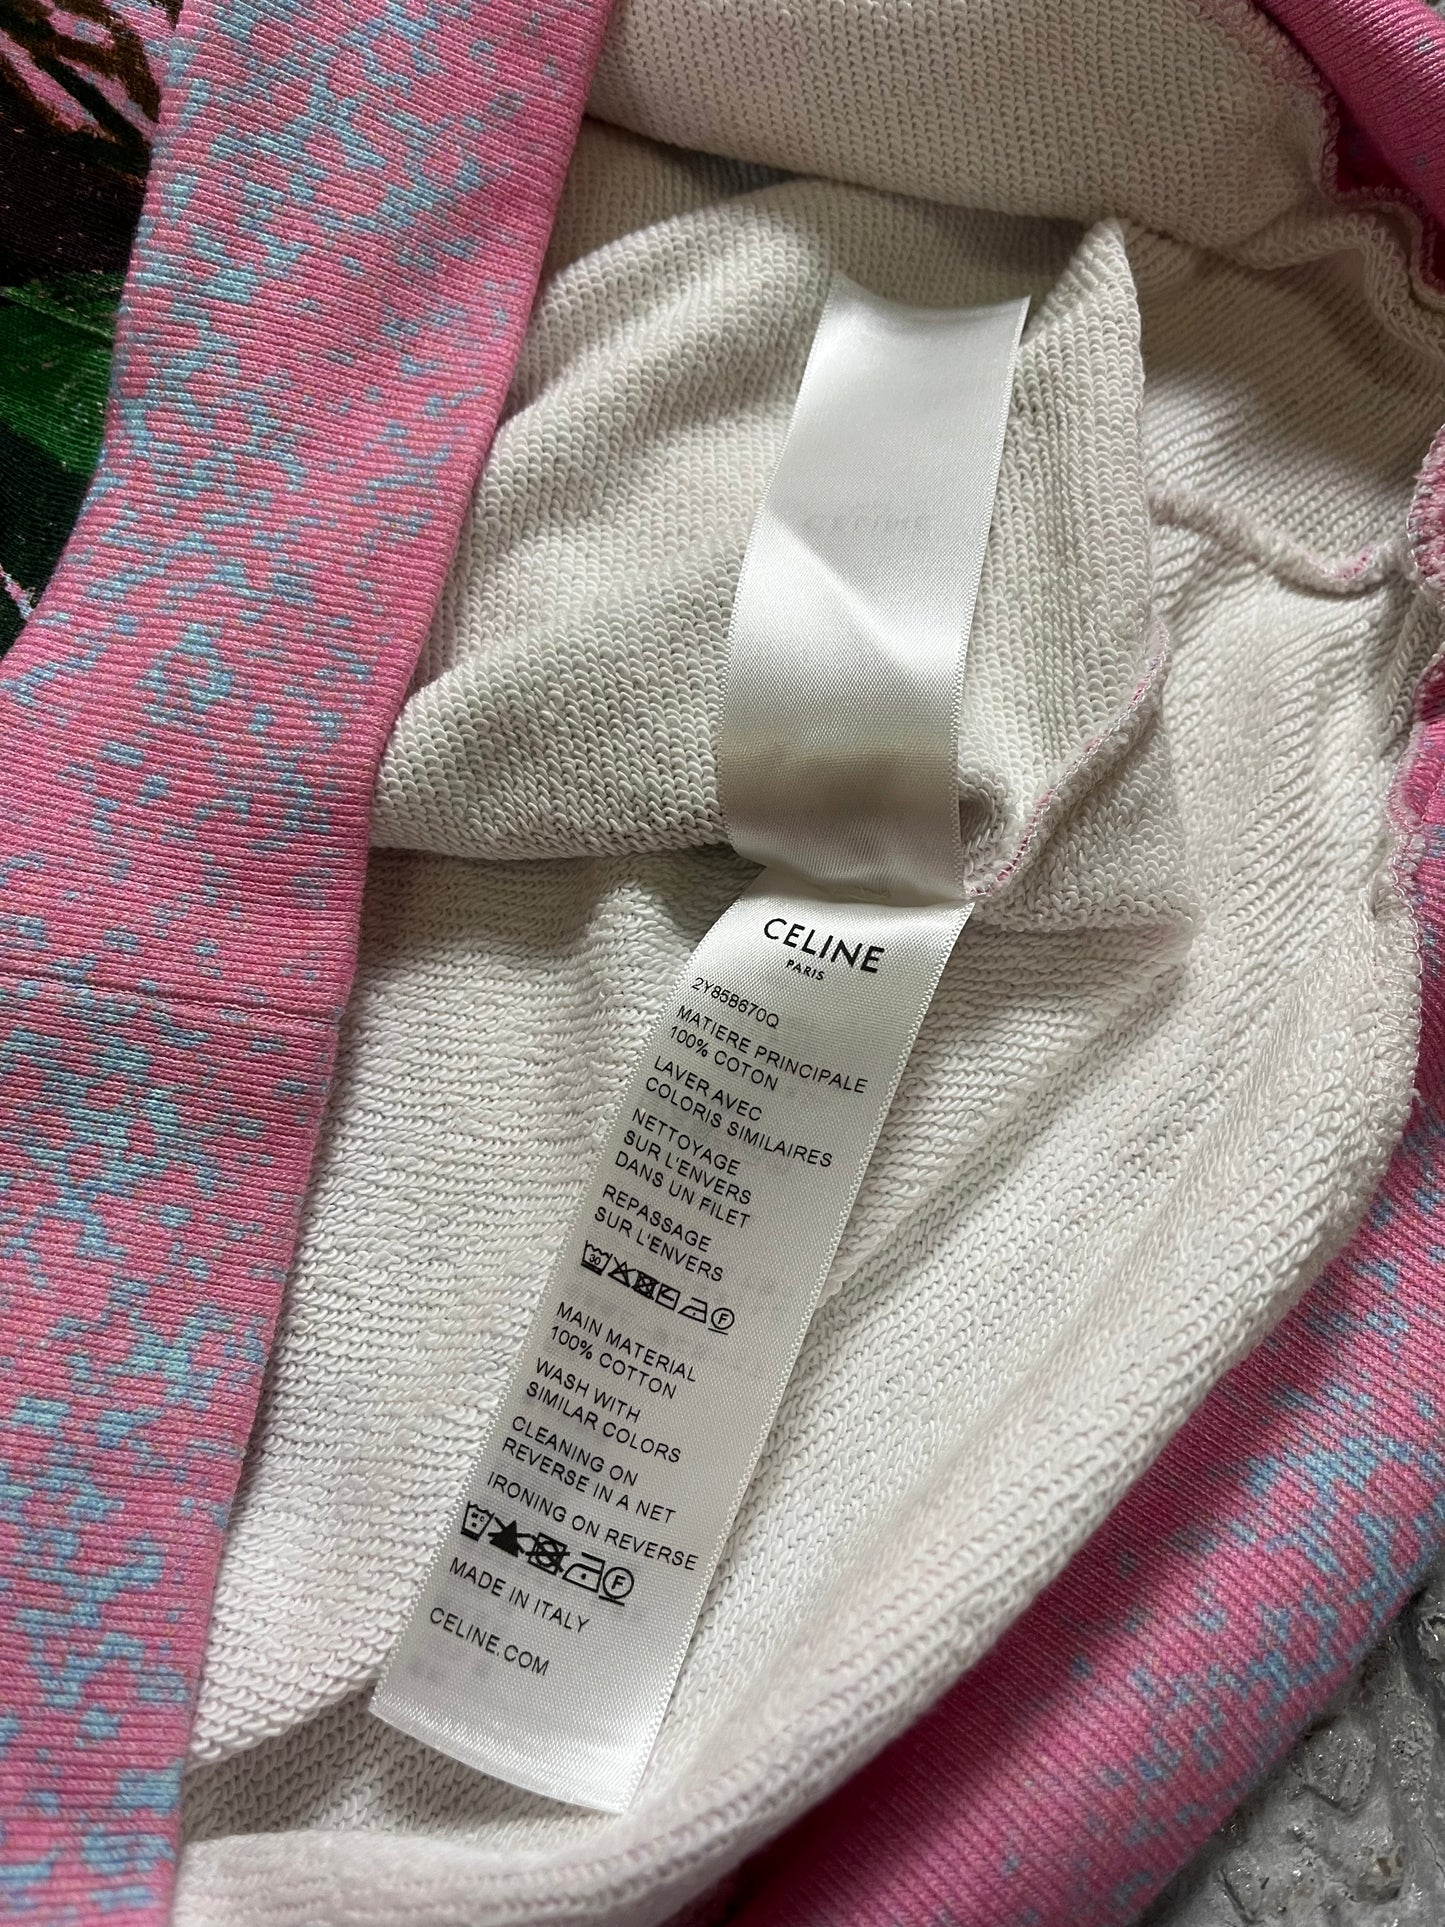 CELINE
PARIS
2Y85B670Q
MATIERE PRINCIPALE
100% COTON
LAVER AVEC
COLORIS SIMILAIRES
NETTOYAGE
SUR L'ENVERS
DANS UN FILET
REPASSAGE
SUR L'ENVERS
30
F
MAIN MATERIAL
100% COTTON
WASH WITH
SIMILAR COLORS
CLEANING ON
REVERSE IN A NET
IRONING ON REVERSE
F
MADE IN ITALY
CELINE.COM